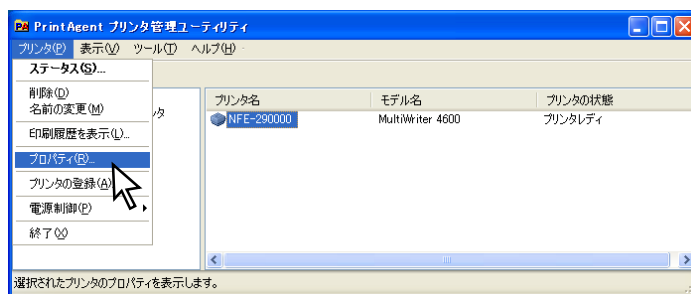 PrintAgent プリンタ管理ユーティリティ
プリンタ(P) 表示(V) ツール(T) ヘルプ(H)
ステータス(S)...
削除(D)
名前の変更(M)
印刷履歴を表示(L)...
プロパティ(R)...
プリンタの登録(A)
電源制御(P)
終了(X)
タ
プリンタ名 モデル名 プリンタの状態
NFE-290000 MultiWriter 4600 プリンタレディ
選択されたプリンタのプロパティを表示します。